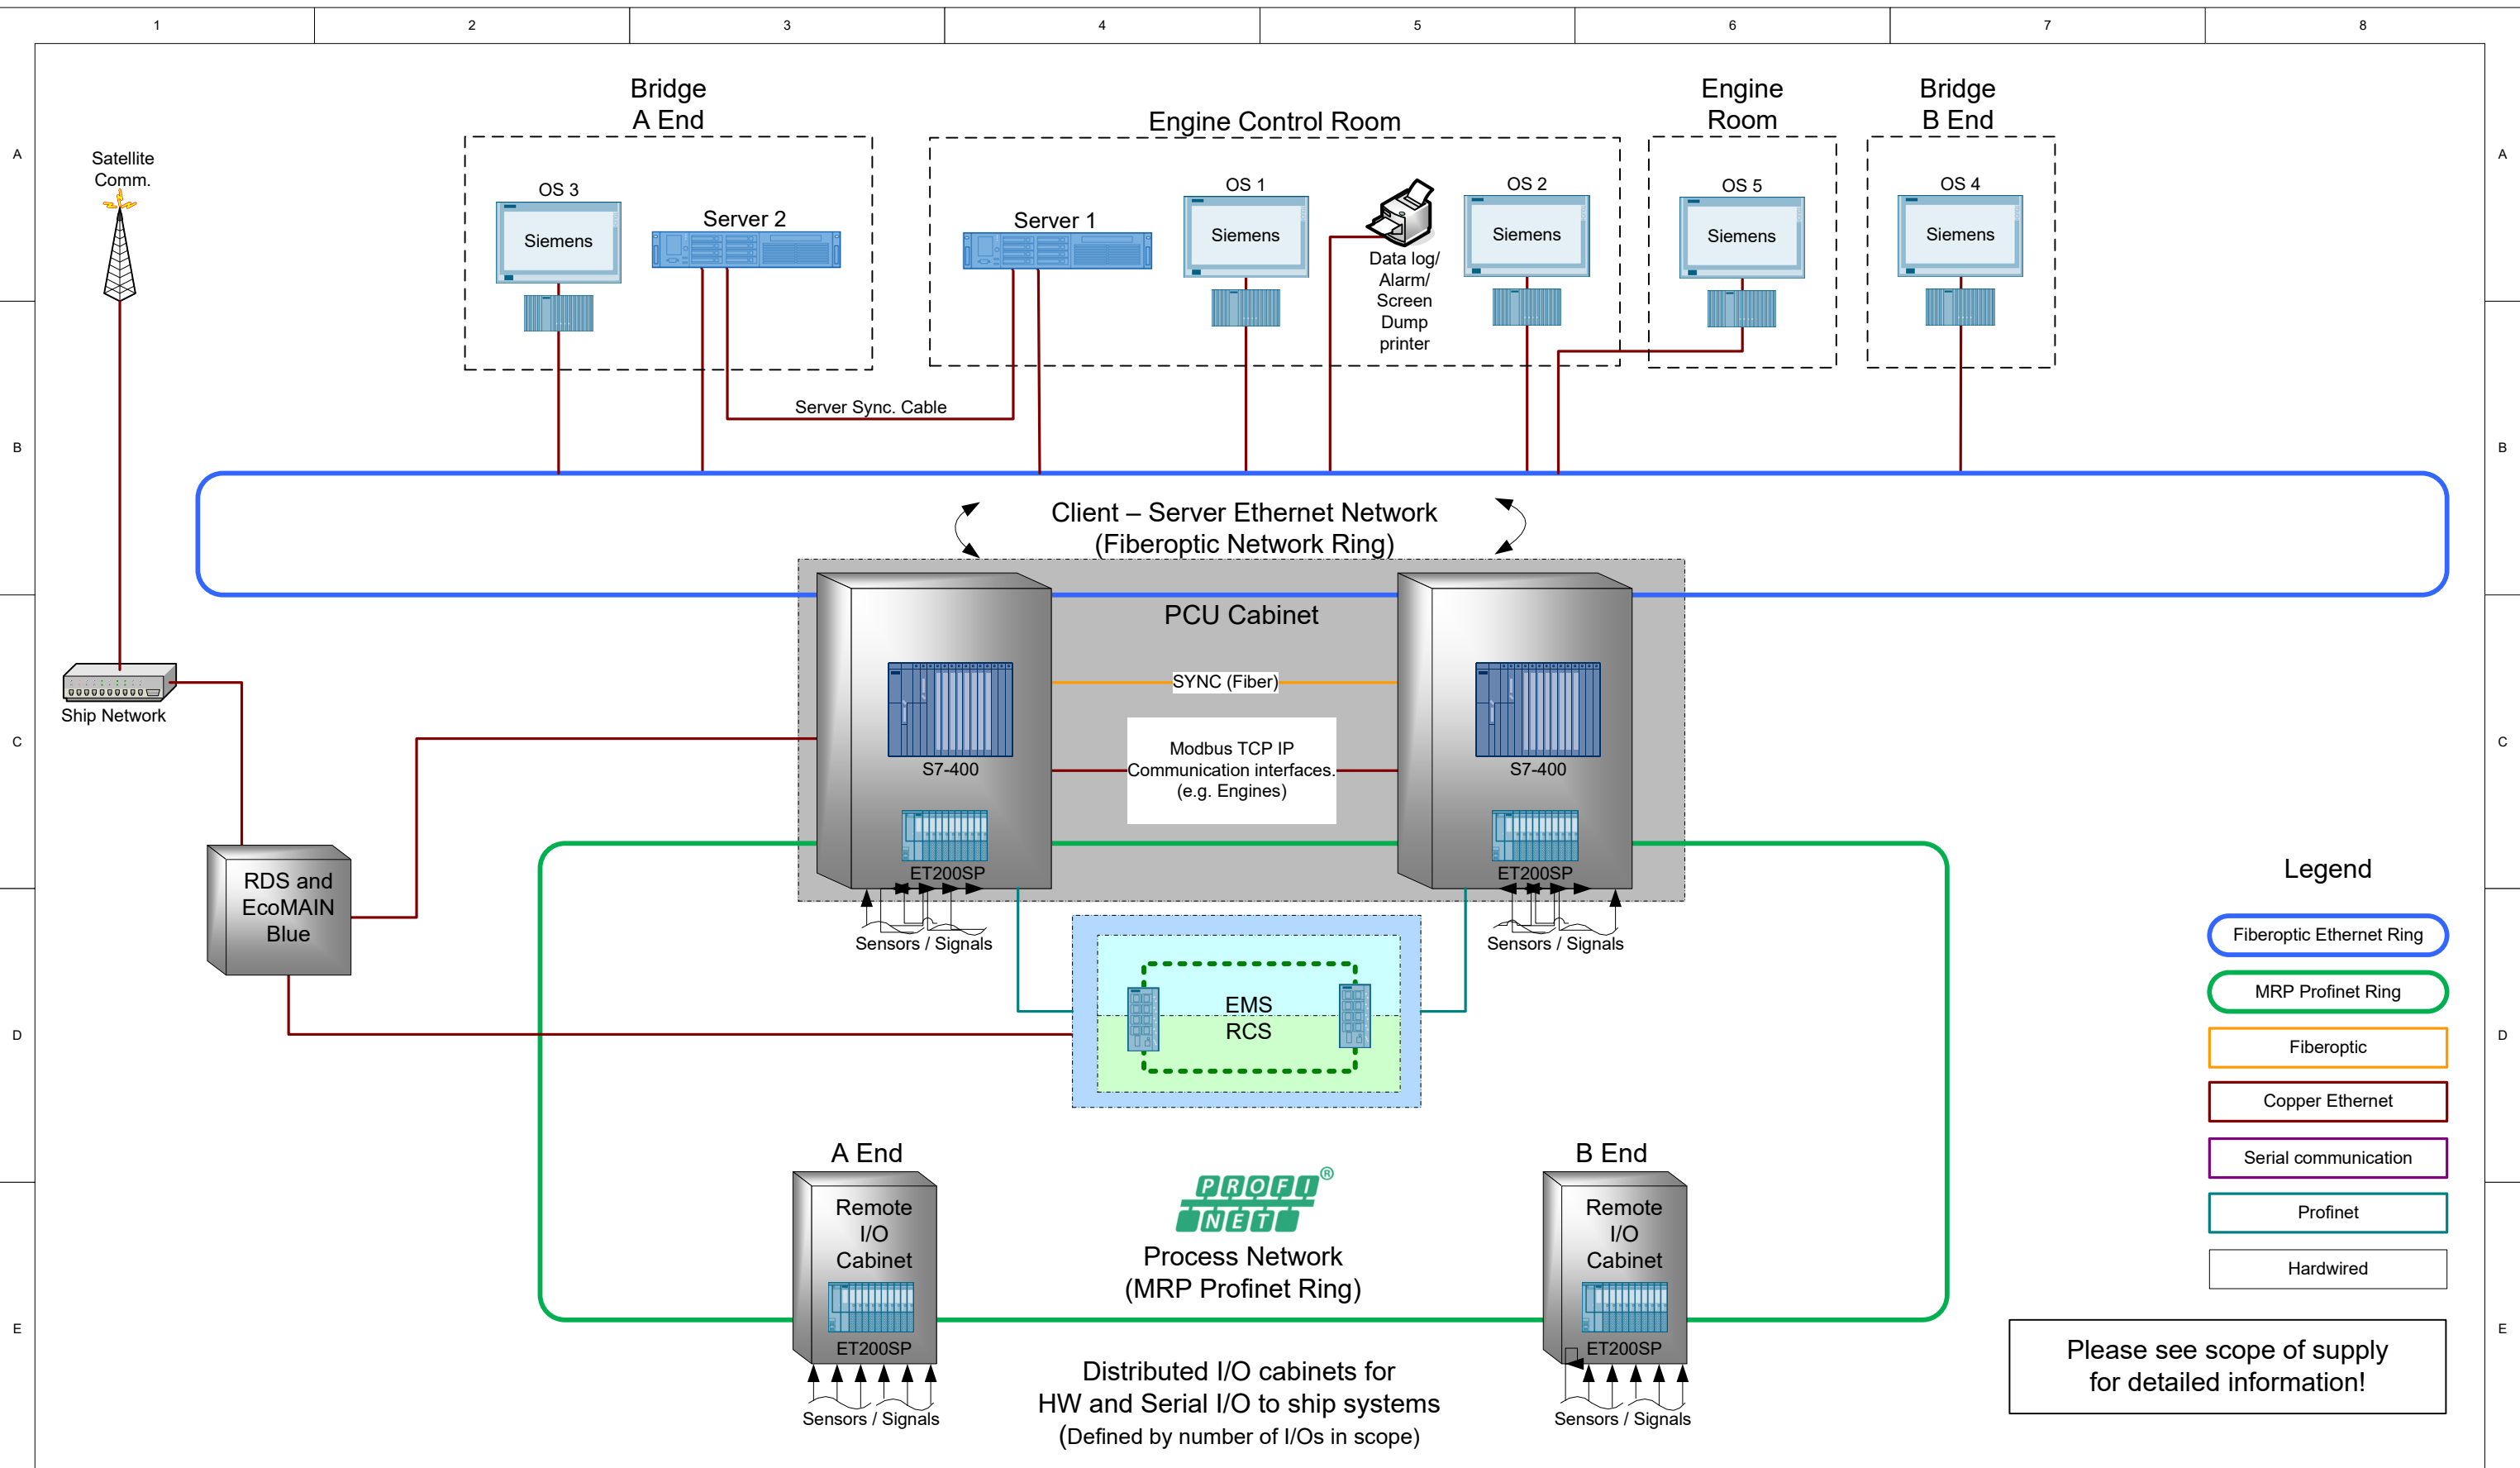 1 2 3 4 5 6 7 8
Bridge
A End
Engine Control Room
Engine
Room
Bridge
B End
A
A
Satellite
Comm.
OS 3
Siemens
Server 2
Server 1
OS 1
Siemens
Data log/
Alarm/
Screen
Dump
printer
OS 2
Siemens
OS 5
Siemens
OS 4
Siemens
Server Sync. Cable
B
B
Client – Server Ethernet Network
(Fiberoptic Network Ring)
PCU Cabinet
SYNC (Fiber)
Ship Network
C
C
Modbus TCP IP
Communication interfaces.
(e.g. Engines)
S7-400
S7-400
ET200SP
ET200SP
RDS and
EcoMAIN
Blue
Sensors / Signals
Sensors / Signals
EMS
RCS
D
D
Legend
Fiberoptic Ethernet Ring
MRP Profinet Ring
Fiberoptic
Copper Ethernet
Serial communication
Profinet
Hardwired
A End
Remote
I/O
Cabinet
ET200SP
Sensors / Signals
PROFI®
NET
Process Network
(MRP Profinet Ring)
B End
Remote
I/O
Cabinet
ET200SP
Sensors / Signals
E
E
Distributed I/O cabinets for
HW and Serial I/O to ship systems
(Defined by number of I/Os in scope)
Please see scope of supply
for detailed information!